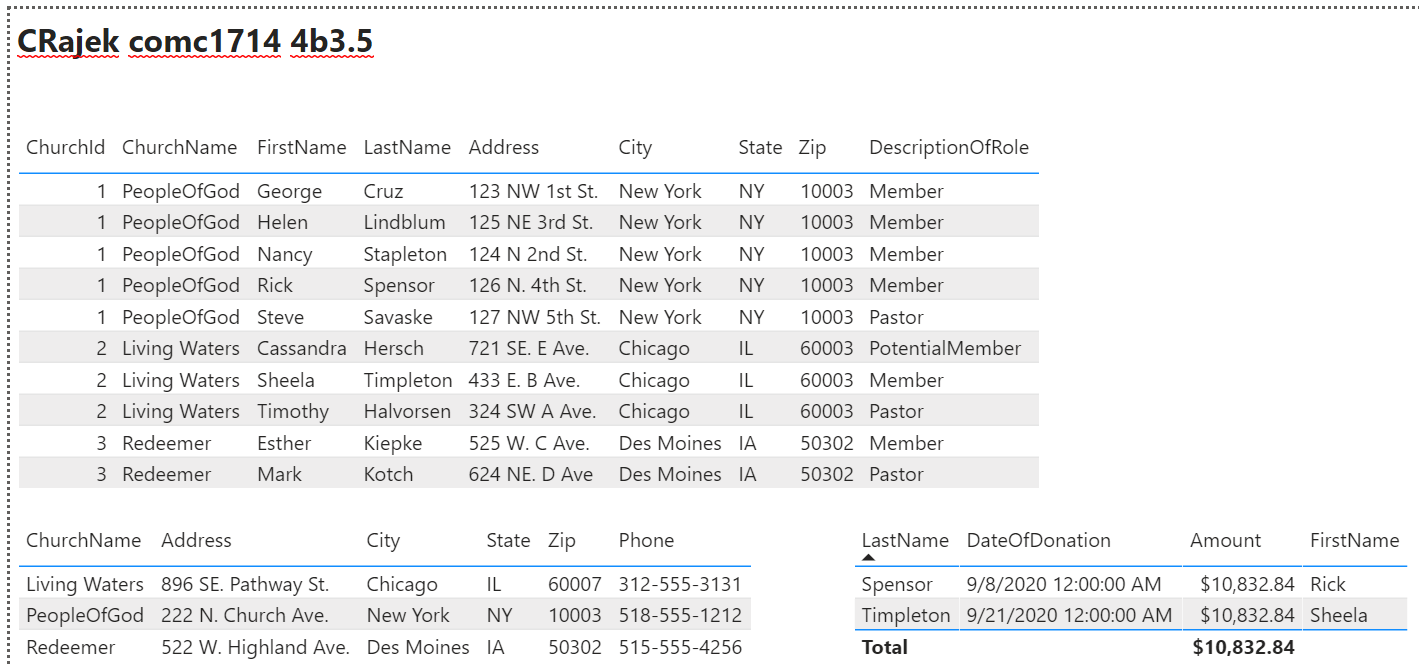 CRajek comc1714 4b3.5
ChurchId ChurchName FirstName LastName Address City State Zip DescriptionOfRole
1 PeopleOfGod George Cruz 123 NW 1st St. New York NY 10003 Member
1 PeopleOfGod Helen Lindblum 125 NE 3rd St. New York NY 10003 Member
1 PeopleOfGod Nancy Stapleton 124 N 2nd St. New York NY 10003 Member
1 PeopleOfGod Rick Spensor 126 N. 4th St. New York NY 10003 Member
1 PeopleOfGod Steve Savaske 127 NW 5th St. New York NY 10003 Pastor
2 Living Waters Cassandra Hersch 721 SE. E Ave. Chicago IL 60003 PotentialMember
2 Living Waters Sheela Timpleton 433 E. B Ave. Chicago IL 60003 Member
2 Living Waters Timothy Halvorsen 324 SW A Ave. Chicago IL 60003 Pastor
3 Redeemer Esther Kiepke 525 W. C Ave. Des Moines IA 50302 Member
3 Redeemer Mark Kotch 624 NE. D Ave Des Moines IA 50302 Pastor
ChurchName Address City State Zip Phone
Living Waters 896 SE. Pathway St. Chicago IL 60007 312-555-3131
PeopleOfGod 222 N. Church Ave. New York NY 10003 518-555-1212
Redeemer 522 W. Highland Ave. Des Moines IA 50302 515-555-4256
LastName DateOfDonation Amount FirstName
Spensor 9/8/2020 12:00:00 AM $10,832.84 Rick
Timpleton 9/21/2020 12:00:00 AM $10,832.84 Sheela
Total $10,832.84